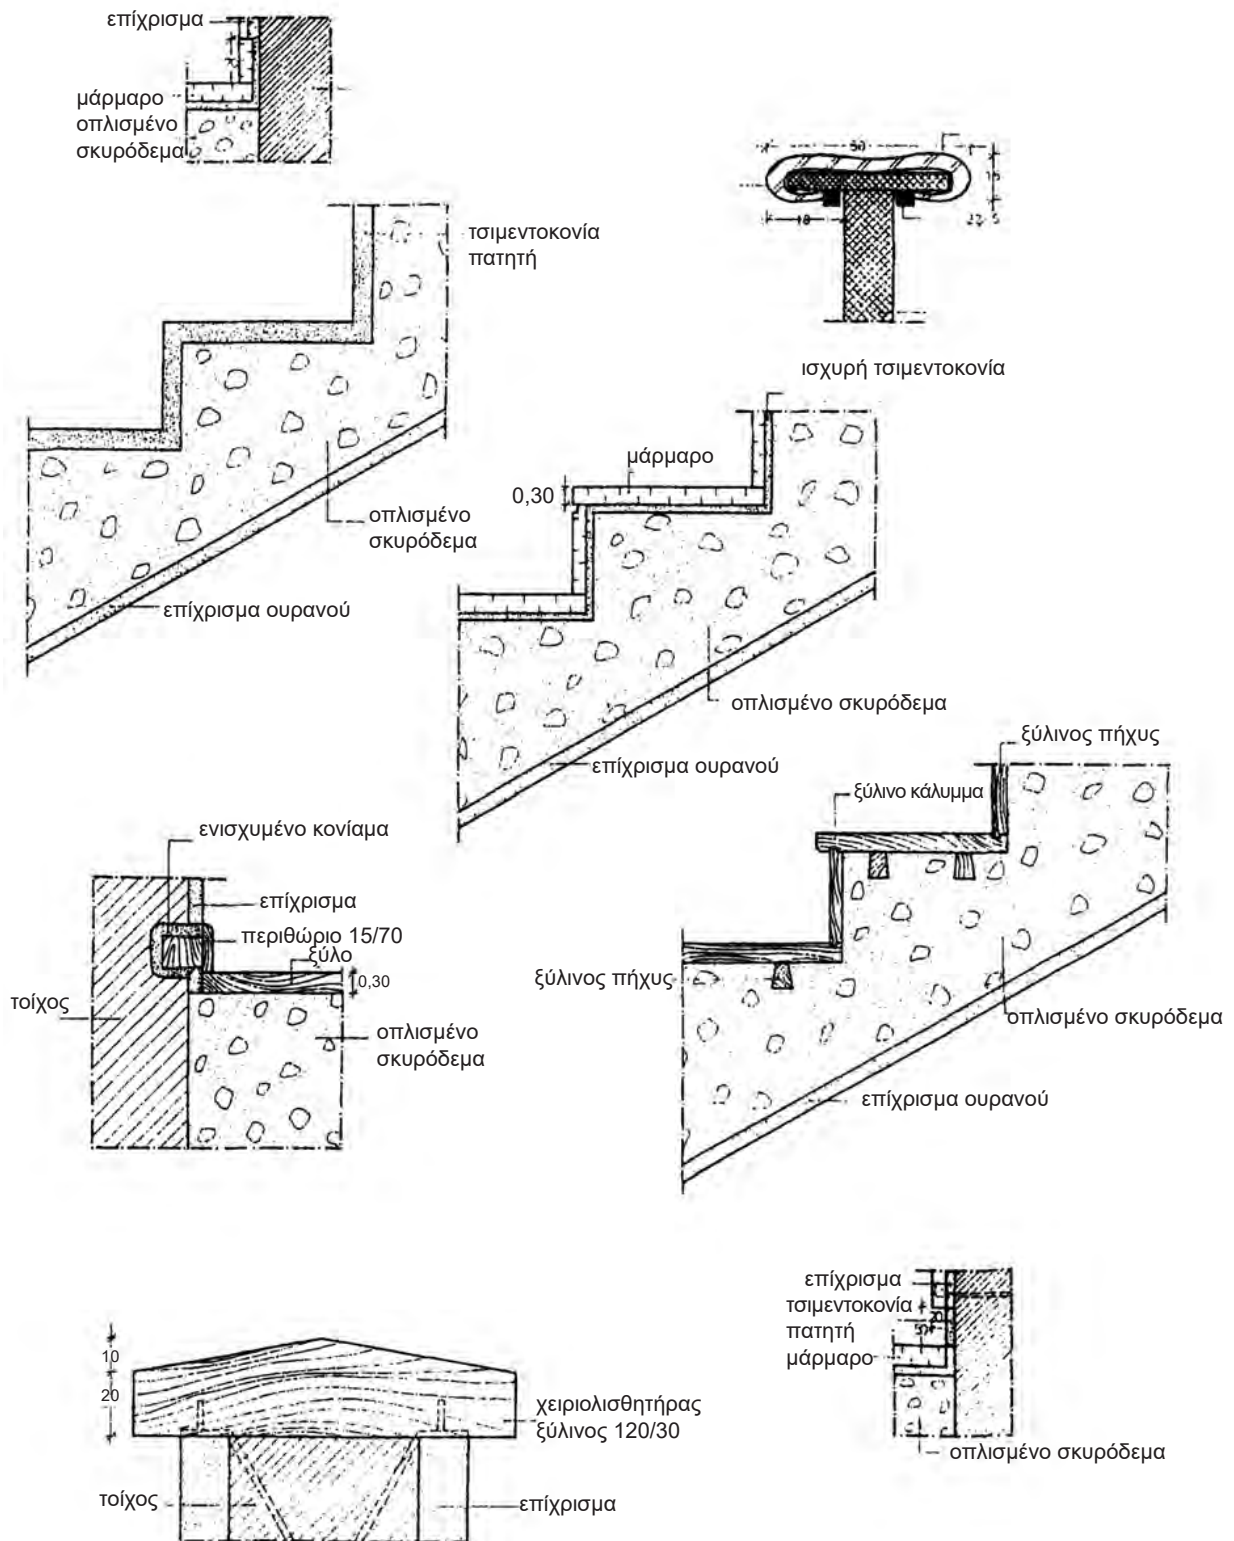 επίχρισμα
μάρμαρο
οπλισμένο
σκυρόδεμα
50
15
18
τσιμεντοκονία
πατητή
οπλισμένο
σκυρόδεμα
επίχρισμα ουρανού
ισχυρή τσιμεντοκονία
μάρμαρο
0,30
οπλισμένο σκυρόδεμα
επίχρισμα ουρανού
ξύλινος πήχυς
ξύλινο κάλυμμα
ξύλινος πήχυς
οπλισμένο σκυρόδεμα
επίχρισμα ουρανού
ενισχυμένο κονίαμα
επίχρισμα
περιθώριο 15/70
ξύλο
0,30
τοίχος
οπλισμένο
σκυρόδεμα
10
20
χειριολισθητήρας
ξύλινος 120/30
τοίχος
επίχρισμα
επίχρισμα
τσιμεντοκονία
πατητή
μάρμαρο
οπλισμένο σκυρόδεμα